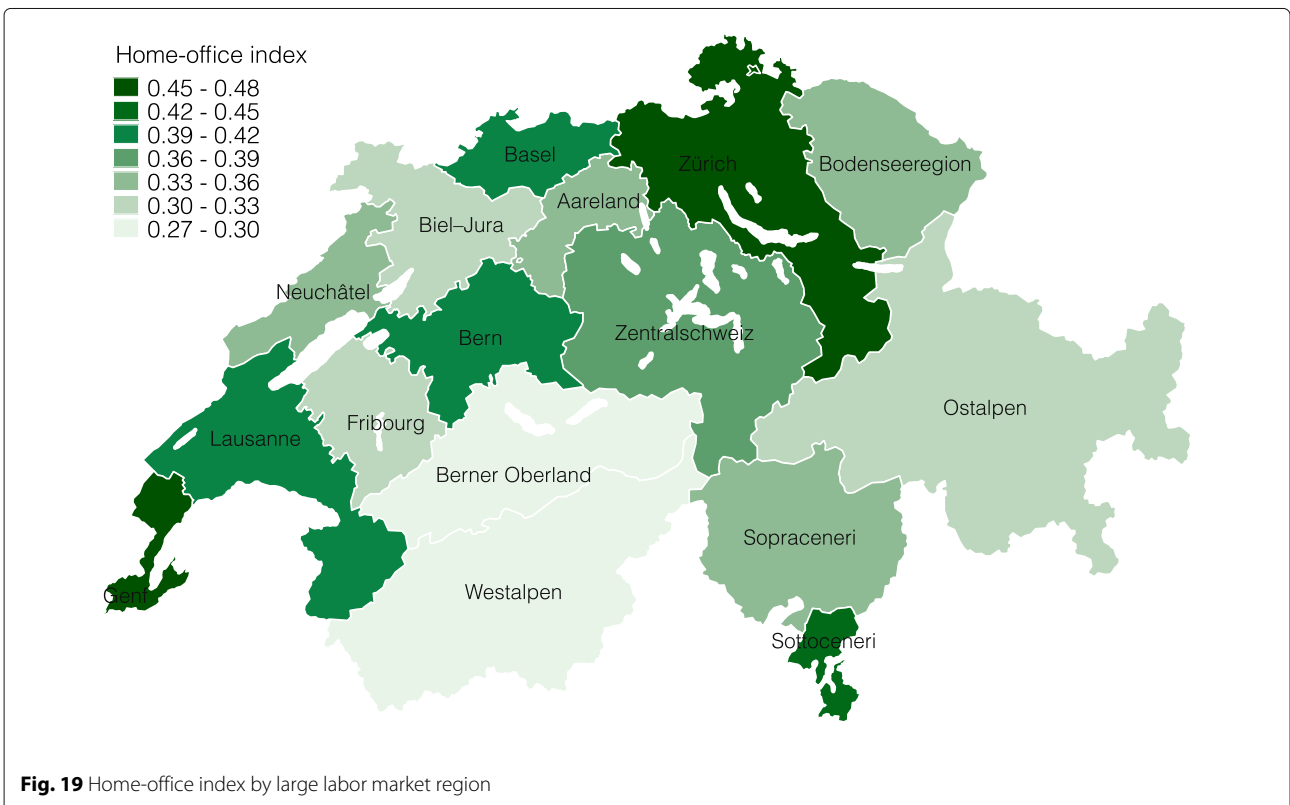 Home-office index
0.45 - 0.48
0.42 - 0.45
0.39 - 0.42
0.36 - 0.39
0.33 - 0.36
0.30 - 0.33
0.27 - 0.30
Basel
Zürich
Bodenseeregion
Aareland
Biel–Jura
Neuchâtel
Bern
Zentralschweiz
Ostalpen
Fribourg
Lausanne
Berner Oberland
Sopraceneri
Westalpen
Genf
Sottoceneri
Fig. 19 Home-office index by large labor market region